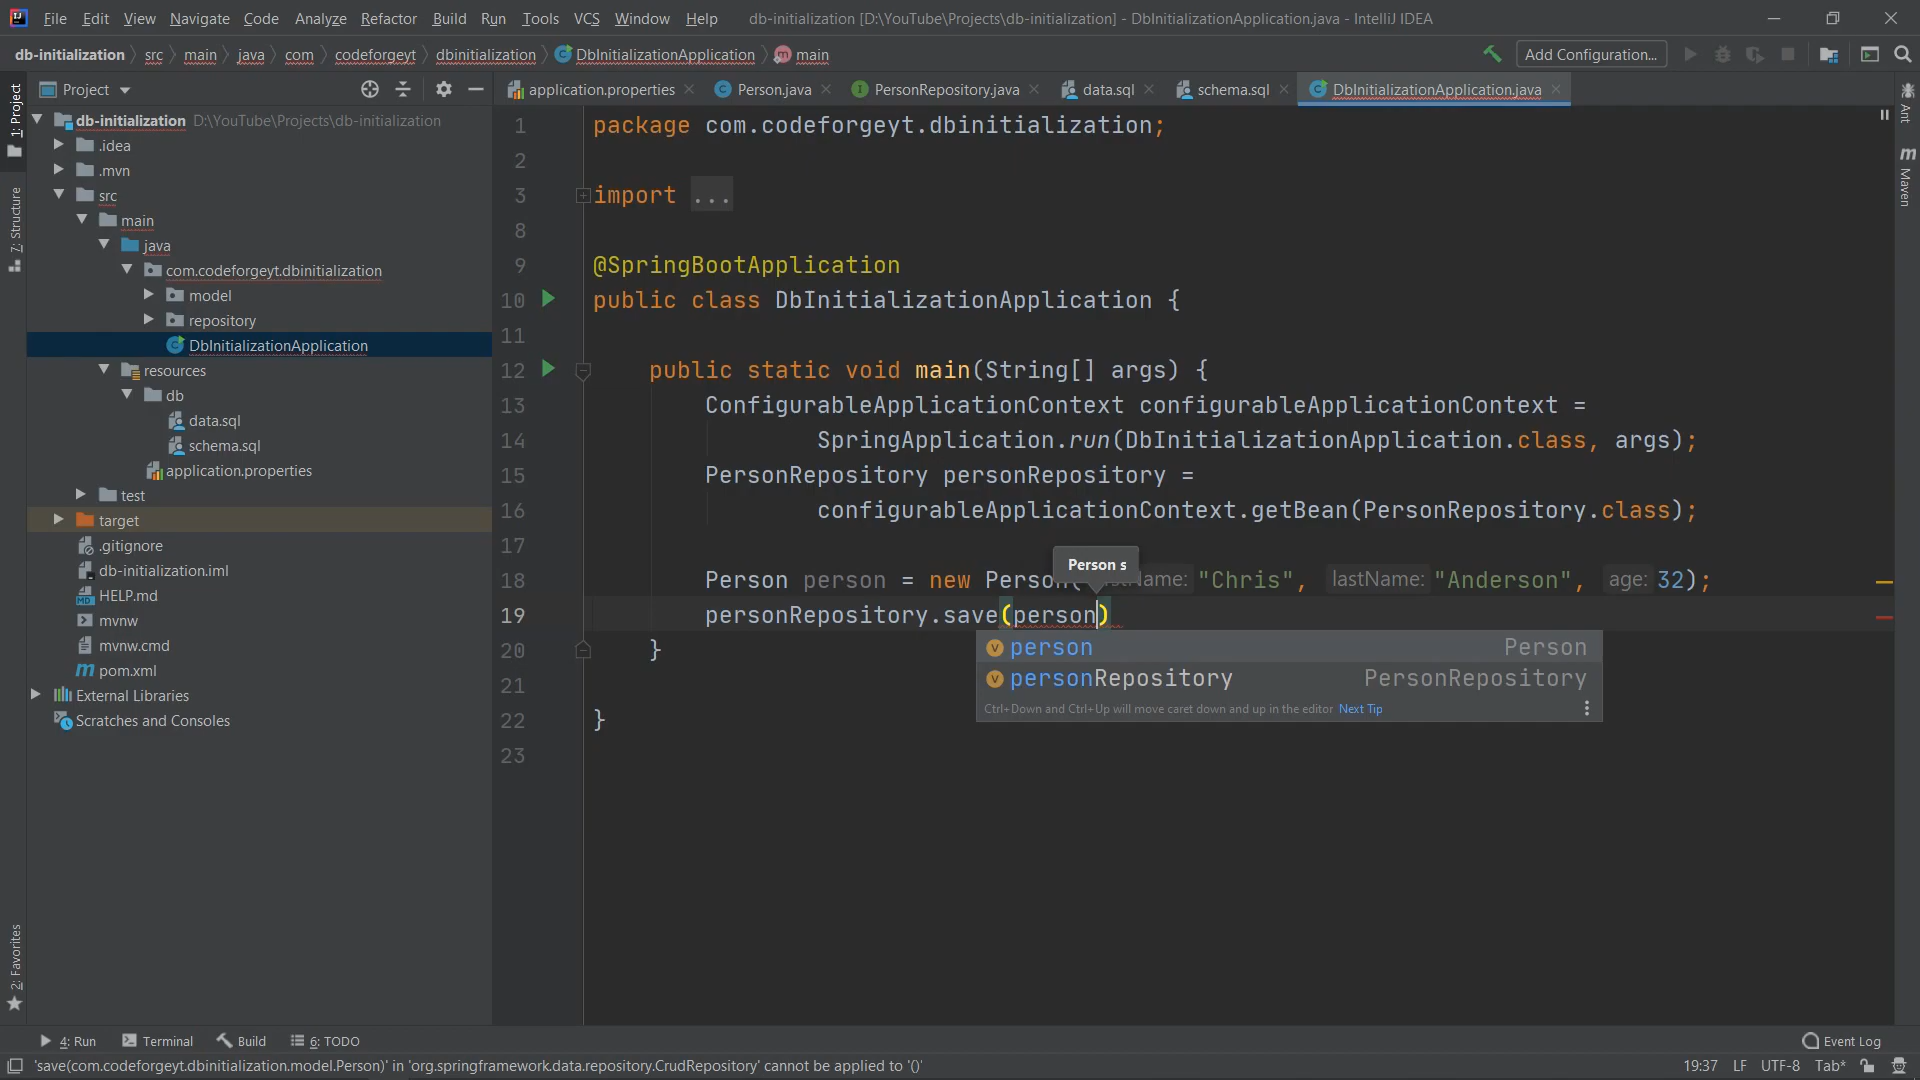 File Edit View Navigate Code Analyze Refactor Build Run Tools VCS Window Help db-initialization [D:\YouTube\Projects\db-initialization] - DbInitializationApplication.java - IntelliJ IDEA
db-initialization src main java com codeforgeyt dbinitialization DbInitializationApplication main Add Configuration...
Project
application.properties Person.java PersonRepository.java data.sql schema.sql DbInitializationApplication.java
1: Project
7: Structure
2: Favorites
db-initialization D:\YouTube\Projects\db-initialization
.idea
.mvn
src
main
java
com.codeforgeyt.dbinitialization
model
repository
DbInitializationApplication
resources
db
data.sql
schema.sql
application.properties
test
target
.gitignore
db-initialization.iml
HELP.md
mvnw
mvnw.cmd
pom.xml
External Libraries
Scratches and Consoles
1 package com.codeforgeyt.dbinitialization;
2
3 import ...
8
9 @SpringBootApplication
10 public class DbInitializationApplication {
11
12 public static void main(String[] args) {
13 ConfigurableApplicationContext configurableApplicationContext =
14 SpringApplication.run(DbInitializationApplication.class, args);
15 PersonRepository personRepository =
16 configurableApplicationContext.getBean(PersonRepository.class);
17
Person s
18 Person person = new Person( Name: "Chris", lastName: "Anderson", age: 32);
19 personRepository.save(person)
person Person
personRepository PersonRepository
Ctrl+Down and Ctrl+Up will move caret down and up in the editor Next Tip
20 }
21
22 }
23
Ant
Maven
4: Run Terminal Build 6: TODO Event Log
'save(com.codeforgeyt.dbinitialization.model.Person)' in 'org.springframework.data.repository.CrudRepository' cannot be applied to '()' 19:37 LF UTF-8 Tab*